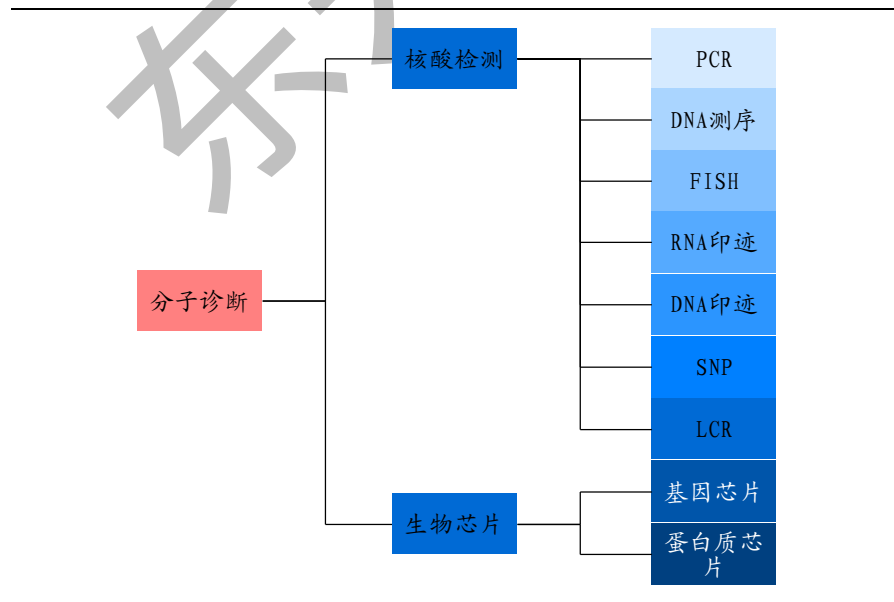 核酸检测
PCR
DNA测序
FISH
RNA印迹
分子诊断
DNA印迹
SNP
LCR
生物芯片
基因芯片
蛋白质芯
片
东